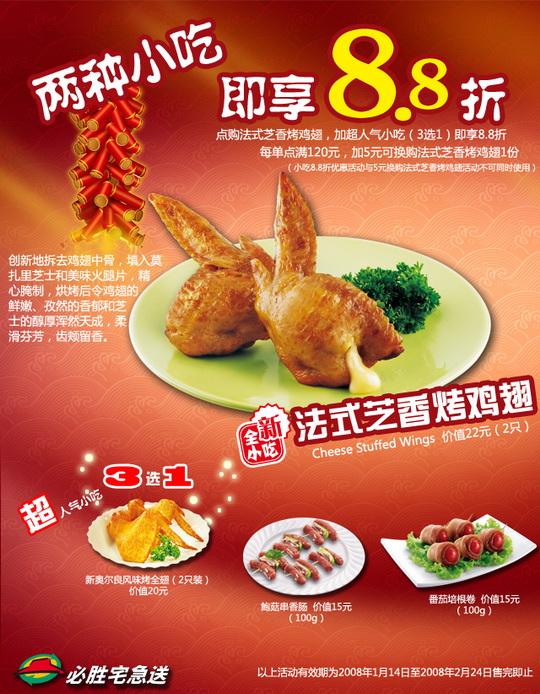 两种小吃
即享8.8折
点购法式芝香烤鸡翅，加超人气小吃（3选1）即享8.8折
每单点满120元，加5元可换购法式芝香烤鸡翅1份
（小吃8.8折优惠活动与5元换购法式芝香烤鸡翅活动不可同时使用）
创新地拆去鸡翅中骨，填入莫
扎里芝士和美味火腿片，精
心腌制，烘烤后令鸡翅的
鲜嫩、孜然的香郁和芝
士的醇厚浑然天成，柔
滑芬芳，齿颊留香。
全新
小吃
法式芝香烤鸡翅
Cheese Stuffed Wings 价值22元（2只）
3选1
超人气小吃
新奥尔良风味烤全翅（2只装）
价值20元
鲍菇串香肠 价值15元
（100g）
番茄培根卷 价值15元
（100g）
必胜宅急送
以上活动有效期为2008年1月14日至2008年2月24日售完即止